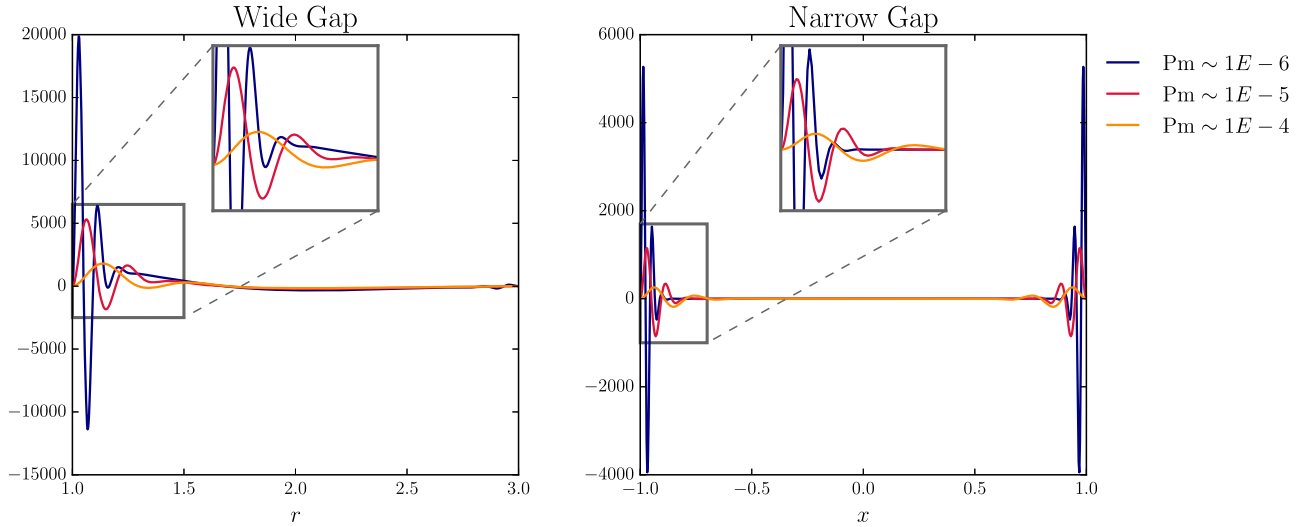 Wide Gap
20000
15000
10000
5000
0
−5000
−10000
−15000
1.0 1.5 2.0 2.5 3.0
r
Narrow Gap
6000
4000
2000
0
−2000
−4000
−1.0 −0.5 0.0 0.5 1.0
x
Pm ∼ 1E − 6
Pm ∼ 1E − 5
Pm ∼ 1E − 4